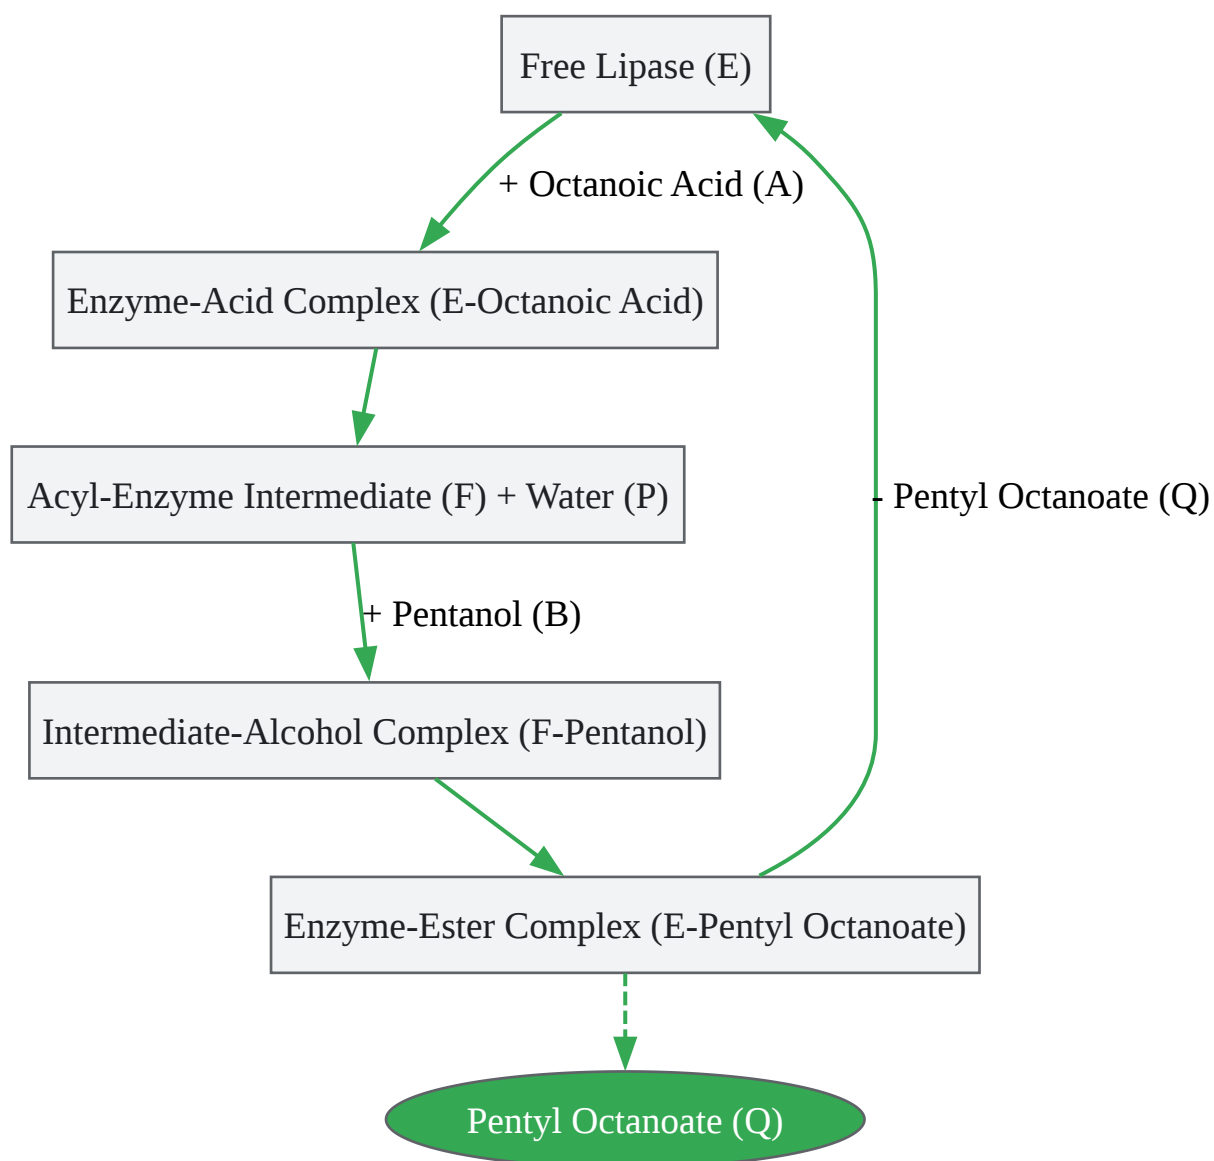 Free Lipase (E)
+ Octanoic Acid (A)
Enzyme-Acid Complex (E-Octanoic Acid)
Acyl-Enzyme Intermediate (F) + Water (P)
- Pentyl Octanoate (Q)
+ Pentanol (B)
Intermediate-Alcohol Complex (F-Pentanol)
Enzyme-Ester Complex (E-Pentyl Octanoate)
Pentyl Octanoate (Q)